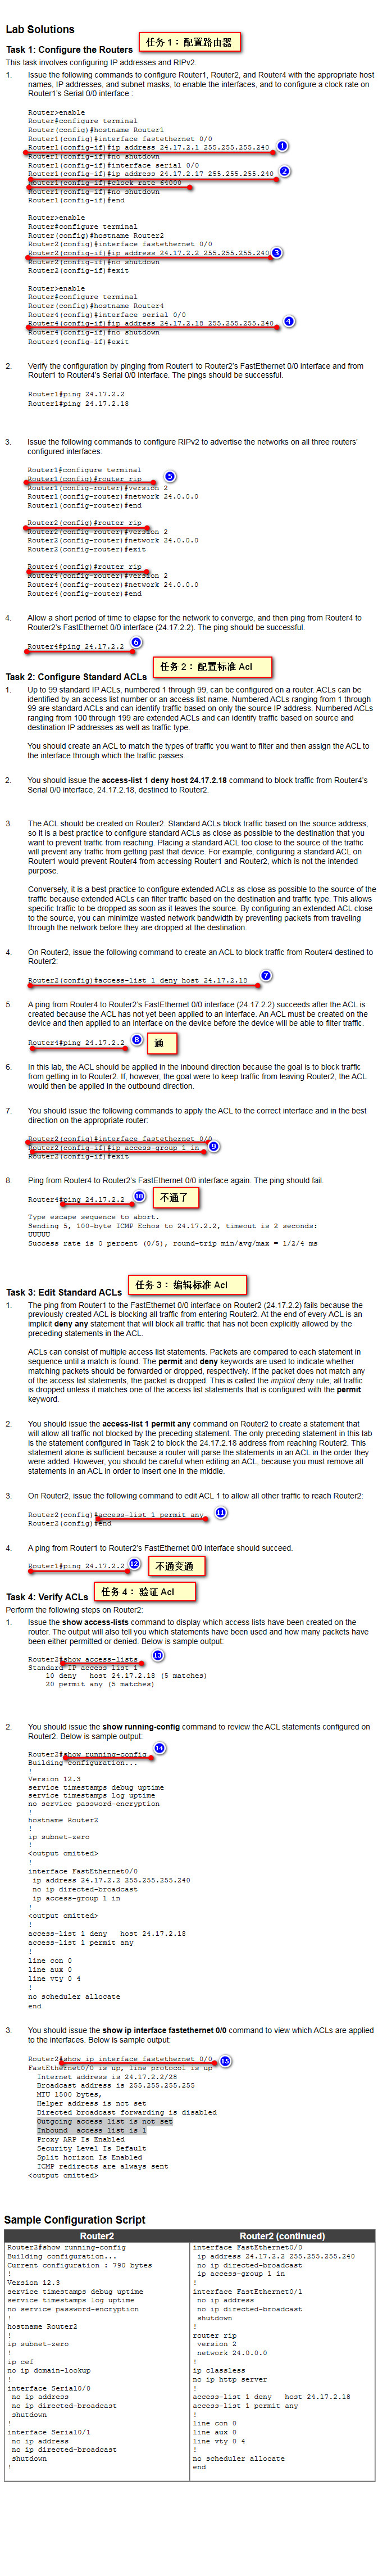 Lab Solutions
Task 1: Configure the Routers
任务 1： 配置路由器
This task involves configuring IP addresses and RIPv2.
1. Issue the following commands to configure Router1, Router2, and Router4 with the appropriate host
names, IP addresses, and subnet masks, to enable the interfaces, and to configure a clock rate on
Router1's Serial 0/0 interface :
Router>enable
Router#configure terminal
Router(config)#hostname Router1
Router1(config)#interface fastethernet 0/0
Router1(config-if)#ip address 24.17.2.1 255.255.255.240 1
Router1(config-if)#no shutdown
Router1(config-if)#interface serial 0/0
Router1(config-if)#ip address 24.17.2.17 255.255.255.240 2
Router1(config-if)#clock rate 64000
Router1(config-if)#no shutdown
Router1(config-if)#end
Router>enable
Router#configure terminal
Router(config)#hostname Router2
Router2(config)#interface fastethernet 0/0
Router2(config-if)#ip address 24.17.2.2 255.255.255.240 3
Router2(config-if)#no shutdown
Router2(config-if)#exit
Router>enable
Router#configure terminal
Router(config)#hostname Router4
Router4(config)#interface serial 0/0
Router4(config-if)#ip address 24.17.2.18 255.255.255.240 4
Router4(config-if)#no shutdown
Router4(config-if)#exit
2. Verify the configuration by pinging from Router1 to Router2's FastEthernet 0/0 interface and from
Router1 to Router4's Serial 0/0 interface. The pings should be successful.
Router1#ping 24.17.2.2
Router1#ping 24.17.2.18
3. Issue the following commands to configure RIPv2 to advertise the networks on all three routers'
configured interfaces:
Router1#configure terminal
Router1(config)#router rip 5
Router1(config-router)#version 2
Router1(config-router)#network 24.0.0.0
Router1(config-router)#end
Router2(config)#router rip
Router2(config-router)#version 2
Router2(config-router)#network 24.0.0.0
Router2(config-router)#exit
Router4(config)#router rip
Router4(config-router)#version 2
Router4(config-router)#network 24.0.0.0
Router4(config-router)#end
4. Allow a short period of time to elapse for the network to converge, and then ping from Router4 to
Router2's FastEthernet 0/0 interface (24.17.2.2). The ping should be successful.
Router4#ping 24.17.2.2 6
任务 2： 配置标准 Acl
Task 2: Configure Standard ACLs
1. Up to 99 standard IP ACLs, numbered 1 through 99, can be configured on a router. ACLs can be
identified by an access list number or an access list name. Numbered ACLs ranging from 1 through
99 are standard ACLs and can identify traffic based on only the source IP address. Numbered ACLs
ranging from 100 through 199 are extended ACLs and can identify traffic based on source and
destination IP addresses as well as traffic type.
You should create an ACL to match the types of traffic you want to filter and then assign the ACL to
the interface through which the traffic passes.
2. You should issue the access-list 1 deny host 24.17.2.18 command to block traffic from Router4's
Serial 0/0 interface, 24.17.2.18, destined to Router2.
3. The ACL should be created on Router2. Standard ACLs block traffic based on the source address,
so it is a best practice to configure standard ACLs as close as possible to the destination that you
want to prevent traffic from reaching. Placing a standard ACL too close to the source of the traffic
will prevent any traffic from getting past that device. For example, configuring a standard ACL on
Router1 would prevent Router4 from accessing Router1 and Router2, which is not the intended
purpose.
Conversely, it is a best practice to configure extended ACLs as close as possible to the source of the
traffic because extended ACLs can filter traffic based on the destination and traffic type. This allows
specific traffic to be dropped as soon as it leaves the source. By configuring an extended ACL close
to the source, you can minimize wasted network bandwidth by preventing packets from traveling
through the network before they are dropped at the destination.
4. On Router2, issue the following command to create an ACL to block traffic from Router4 destined to
Router2:
Router2(config)#access-list 1 deny host 24.17.2.18 7
5. A ping from Router4 to Router2's FastEthernet 0/0 interface (24.17.2.2) succeeds after the ACL is
created because the ACL has not yet been applied to an interface. An ACL must be created on the
device and then applied to an interface on the device before the device will be able to filter traffic.
Router4#ping 24.17.2.2 8 通
6. In this lab, the ACL should be applied in the inbound direction because the goal is to block traffic
from getting in to Router2. If, however, the goal were to keep traffic from leaving Router2, the ACL
would then be applied in the outbound direction.
7. You should issue the following commands to apply the ACL to the correct interface and in the best
direction on the appropriate router:
Router2(config)#interface fastethernet 0/0
Router2(config-if)#ip access-group 1 in 9
Router2(config-if)#exit
8. Ping from Router4 to Router2's FastEthernet 0/0 interface again. The ping should fail.
Router4#ping 24.17.2.2 10 不通了
Type escape sequence to abort.
Sending 5, 100-byte ICMP Echos to 24.17.2.2, timeout is 2 seconds:
UUUUU
Success rate is 0 percent (0/5), round-trip min/avg/max = 1/2/4 ms
Task 3: Edit Standard ACLs
任务 3： 编辑标准 Acl
1. The ping from Router1 to the FastEthernet 0/0 interface on Router2 (24.17.2.2) fails because the
previously created ACL is blocking all traffic from entering Router2. At the end of every ACL is an
implicit deny any statement that will block all traffic that has not been explicitly allowed by the
preceding statements in the ACL.
ACLs can consist of multiple access list statements. Packets are compared to each statement in
sequence until a match is found. The permit and deny keywords are used to indicate whether
matching packets should be forwarded or dropped, respectively. If the packet does not match any
of the access list statements, the packet is dropped. This is called the implicit deny rule; all traffic
is dropped unless it matches one of the access list statements that is configured with the permit
keyword.
2. You should issue the access-list 1 permit any command on Router2 to create a statement that
will allow all traffic not blocked by the preceding statement. The only preceding statement in this lab
is the statement configured in Task 2 to block the 24.17.2.18 address from reaching Router2. This
statement alone is sufficient because a router will parse the statements in an ACL in the order they
were added. However, you should be careful when editing an ACL, because you must remove all
statements in an ACL in order to insert one in the middle.
3. On Router2, issue the following command to edit ACL 1 to allow all other traffic to reach Router2:
Router2(config)#access-list 1 permit any 11
Router2(config)#end
4. A ping from Router1 to Router2's FastEthernet 0/0 interface should succeed.
Router1#ping 24.17.2.2 12 不通变通
Task 4: Verify ACLs
任务 4： 验证 Acl
Perform the following steps on Router2:
1. Issue the show access-lists command to display which access lists have been created on the
router. The output will also tell you which statements have been used and how many packets have
been either permitted or denied. Below is sample output:
Router2#show access-lists 13
Standard IP access list 1
10 deny host 24.17.2.18 (5 matches)
20 permit any (5 matches)
2. You should issue the show running-config command to review the ACL statements configured on
Router2. Below is sample output:
Router2#show running-config 14
Building configuration...
!
Version 12.3
service timestamps debug uptime
service timestamps log uptime
no service password-encryption
!
hostname Router2
!
ip subnet-zero
!
<output omitted>
!
interface FastEthernet0/0
ip address 24.17.2.2 255.255.255.240
no ip directed-broadcast
ip access-group 1 in
!
<output omitted>
!
access-list 1 deny host 24.17.2.18
access-list 1 permit any
!
line con 0
line aux 0
line vty 0 4
!
no scheduler allocate
end
3. You should issue the show ip interface fastethernet 0/0 command to view which ACLs are applied
to the interfaces. Below is sample output:
Router2#show ip interface fastethernet 0/0 15
FastEthernet0/0 is up, line protocol is up
Internet address is 24.17.2.2/28
Broadcast address is 255.255.255.255
MTU 1500 bytes,
Helper address is not set
Directed broadcast forwarding is disabled
Outgoing access list is not set
Inbound access list is 1
Proxy ARP Is Enabled
Security Level Is Default
Split horizon Is Enabled
ICMP redirects are always sent
<output omitted>
Sample Configuration Script
Router2
Router2#show running-config
Building configuration...
Current configuration : 790 bytes
!
Version 12.3
service timestamps debug uptime
service timestamps log uptime
no service password-encryption
!
hostname Router2
!
ip subnet-zero
!
ip cef
no ip domain-lookup
!
interface Serial0/0
no ip address
no ip directed-broadcast
shutdown
!
interface Serial0/1
no ip address
no ip directed-broadcast
shutdown
!
Router2 (continued)
interface FastEthernet0/0
ip address 24.17.2.2 255.255.255.240
no ip directed-broadcast
ip access-group 1 in
!
interface FastEthernet0/1
no ip address
no ip directed-broadcast
shutdown
!
router rip
version 2
network 24.0.0.0
!
ip classless
no ip http server
!
access-list 1 deny host 24.17.2.18
access-list 1 permit any
!
line con 0
line aux 0
line vty 0 4
!
no scheduler allocate
end